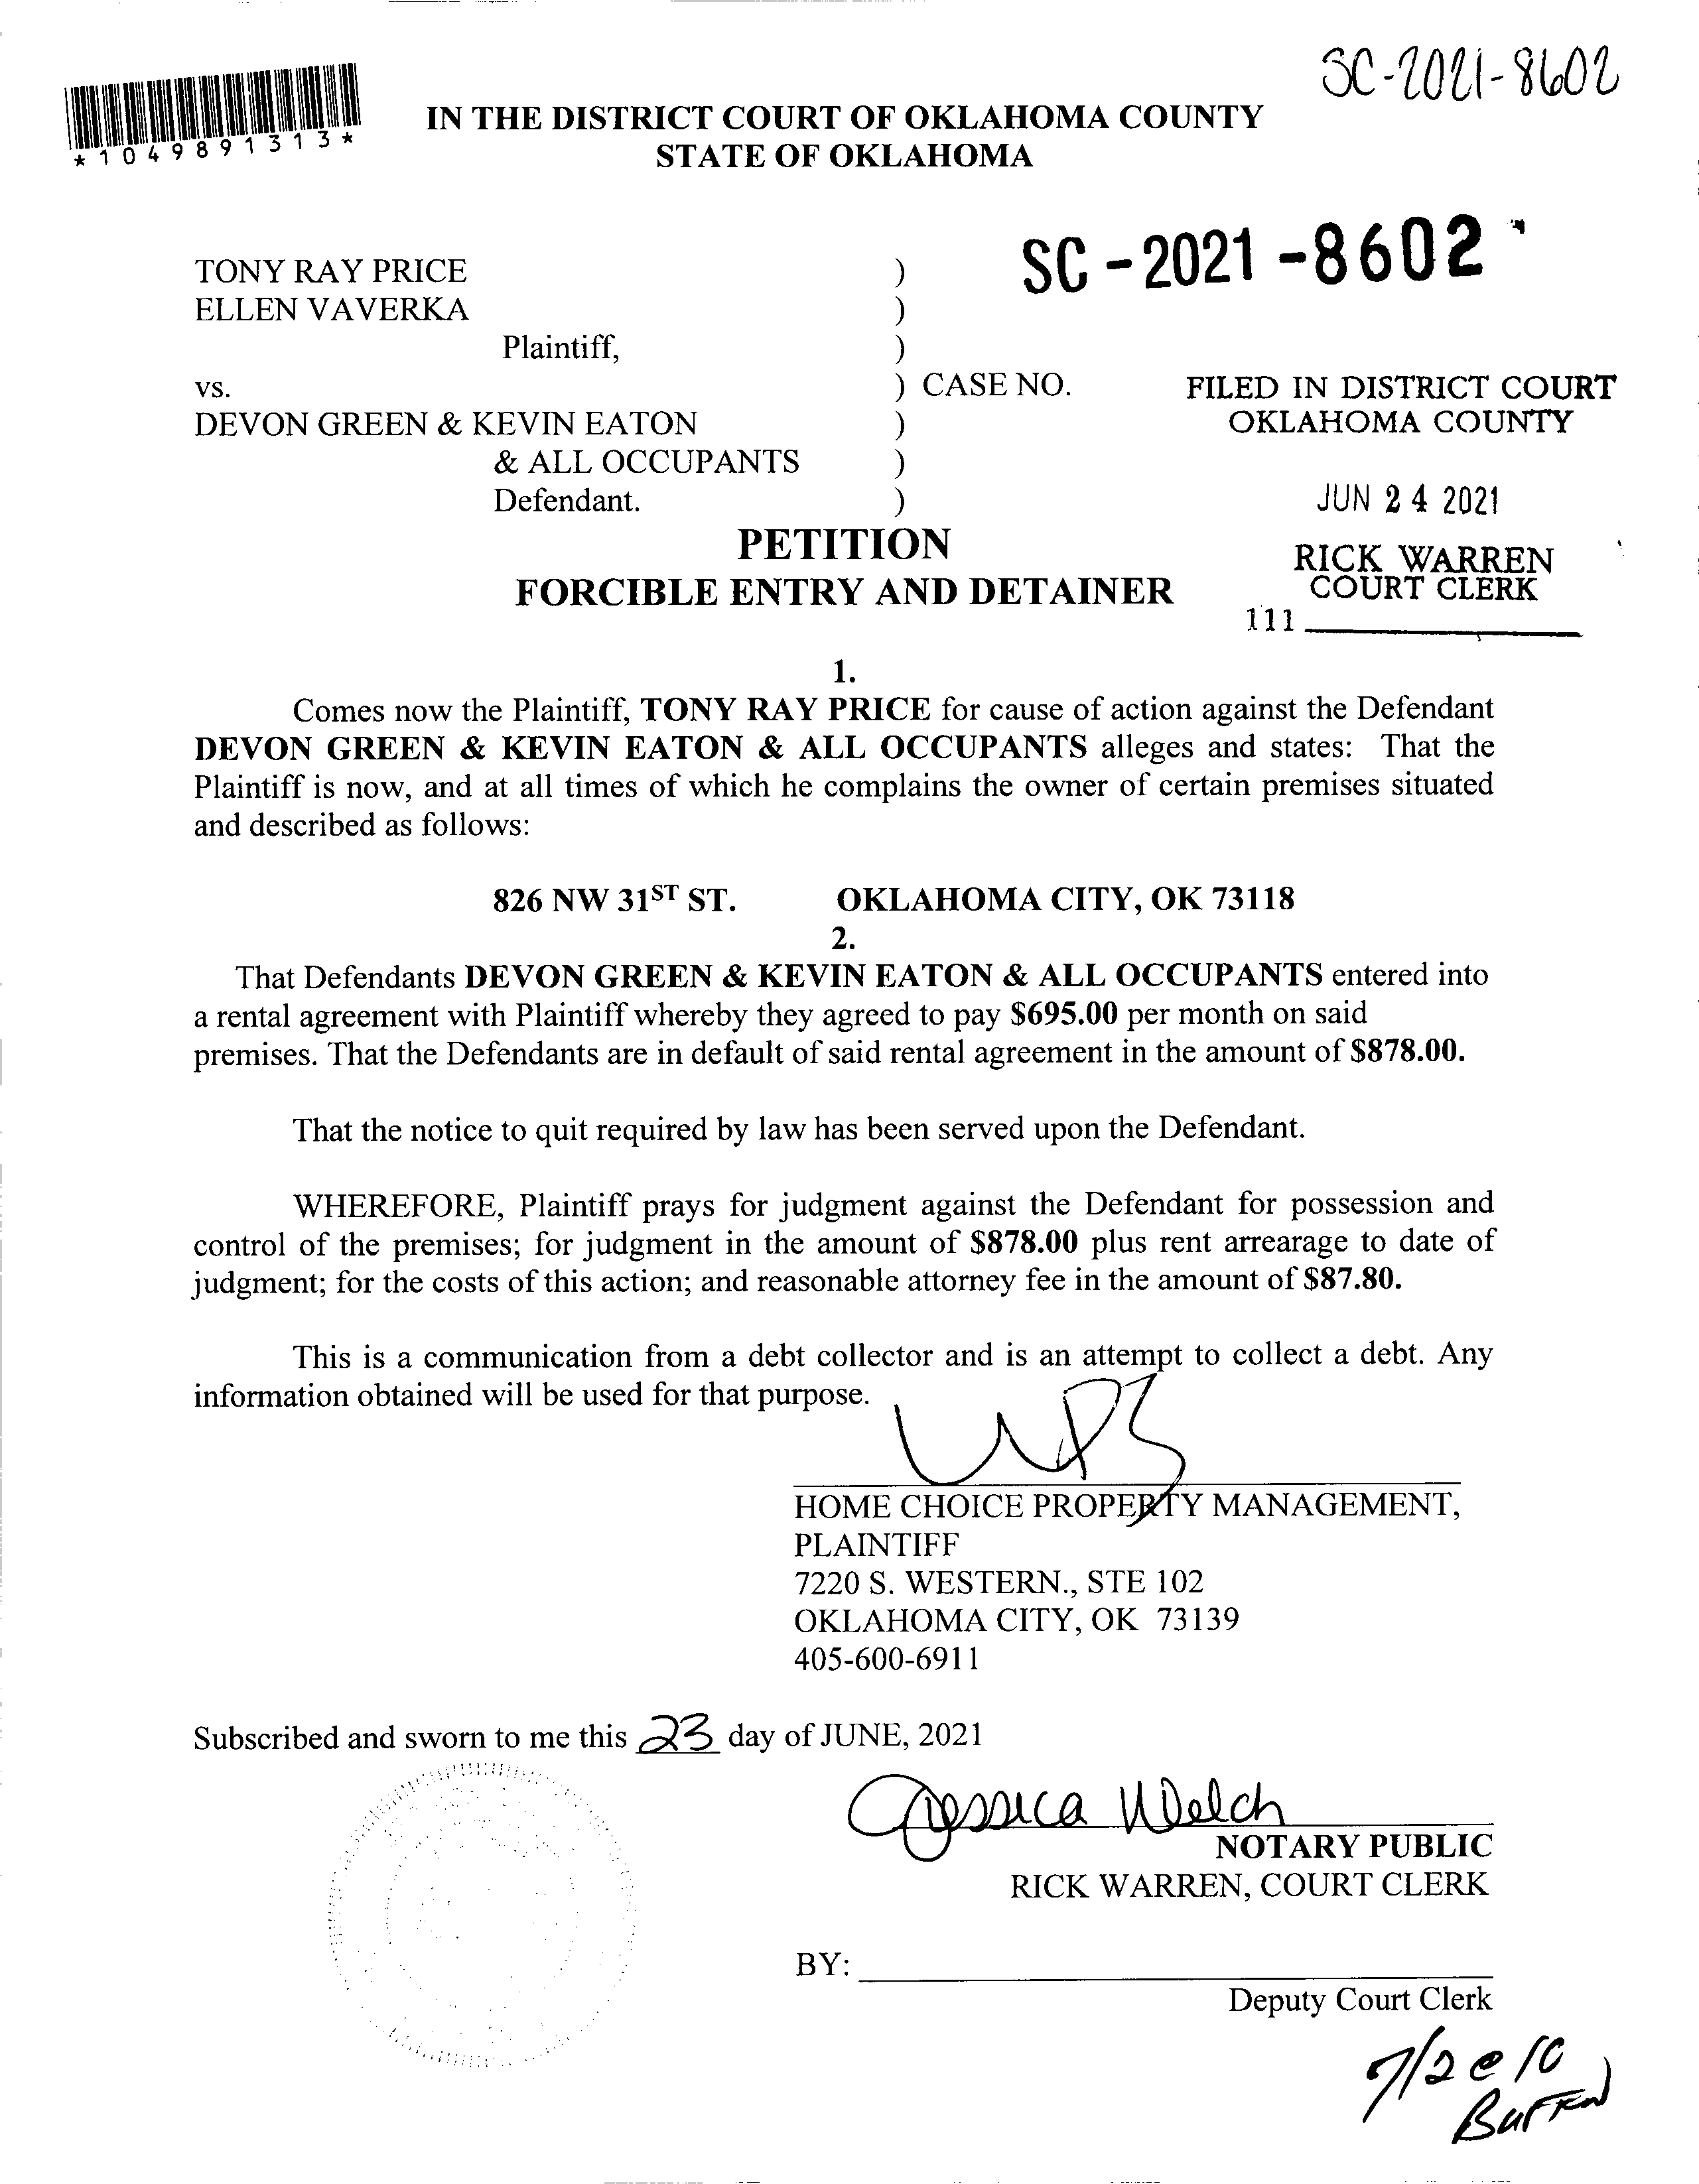 SC-2021-8602
*1049891313*
IN THE DISTRICT COURT OF OKLAHOMA COUNTY
STATE OF OKLAHOMA
SC-2021-8602
TONY RAY PRICE )
ELLEN VAVERKA )
Plaintiff, )
vs. ) CASE NO.
DEVON GREEN & KEVIN EATON )
& ALL OCCUPANTS )
Defendant. )
FILED IN DISTRICT COURT
OKLAHOMA COUNTY
JUN 24 2021
RICK WARREN
COURT CLERK
111
PETITION
FORCIBLE ENTRY AND DETAINER
1.
Comes now the Plaintiff, TONY RAY PRICE for cause of action against the Defendant
DEVON GREEN & KEVIN EATON & ALL OCCUPANTS alleges and states: That the
Plaintiff is now, and at all times of which he complains the owner of certain premises situated
and described as follows:
826 NW 31ST ST. OKLAHOMA CITY, OK 73118
2.
That Defendants DEVON GREEN & KEVIN EATON & ALL OCCUPANTS entered into
a rental agreement with Plaintiff whereby they agreed to pay $695.00 per month on said
premises. That the Defendants are in default of said rental agreement in the amount of $878.00.
That the notice to quit required by law has been served upon the Defendant.
WHEREFORE, Plaintiff prays for judgment against the Defendant for possession and
control of the premises; for judgment in the amount of $878.00 plus rent arrearage to date of
judgment; for the costs of this action; and reasonable attorney fee in the amount of $87.80.
This is a communication from a debt collector and is an attempt to collect a debt. Any
information obtained will be used for that purpose.
HOME CHOICE PROPERTY MANAGEMENT,
PLAINTIFF
7220 S. WESTERN., STE 102
OKLAHOMA CITY, OK 73139
405-600-6911
Subscribed and sworn to me this 23 day of JUNE, 2021
Jessica Welch
NOTARY PUBLIC
RICK WARREN, COURT CLERK
BY:
Deputy Court Clerk
7/2 @ 10